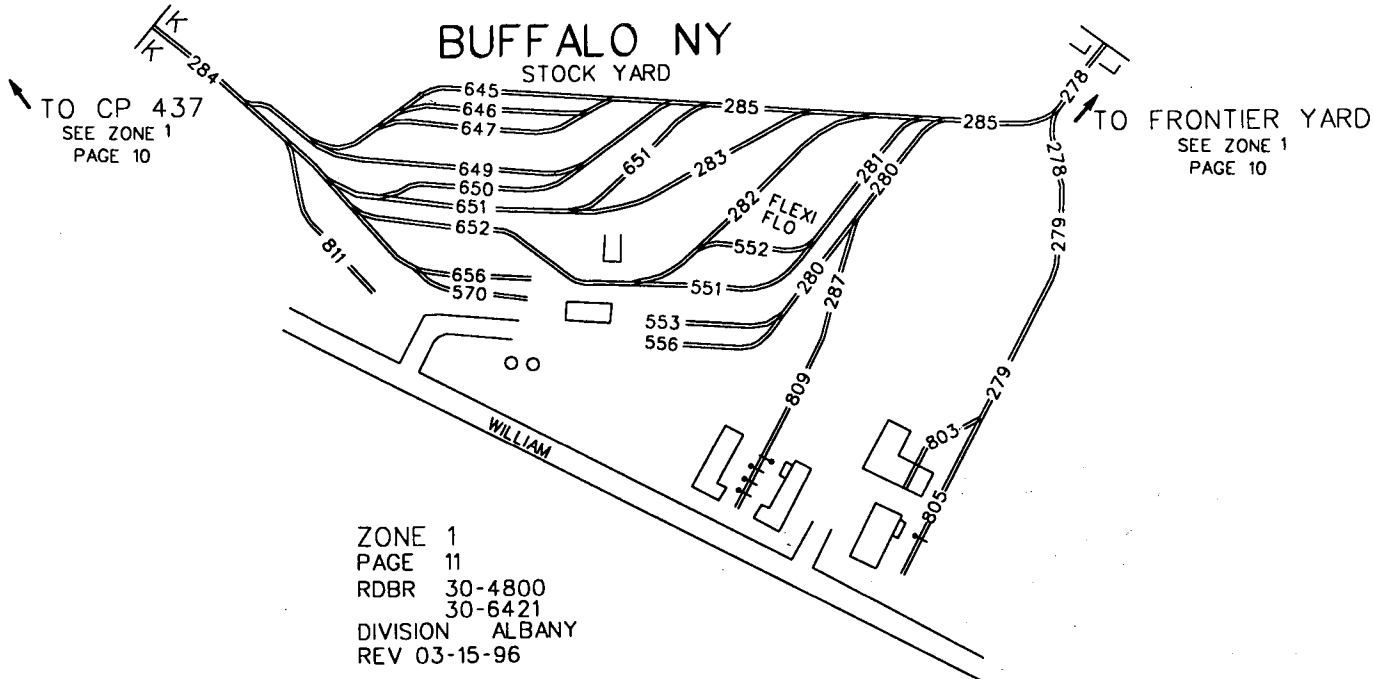 BUFFALO NY
STOCK YARD
K
K
284
TO CP 437
SEE ZONE 1
PAGE 10
L
L
278
TO FRONTIER YARD
SEE ZONE 1
PAGE 10
645
646
647
285
285
278
649
650
651
651
283
281
280
652
282
FLEXI
FLO
552
279
811
656
570
551
280
287
553
556
809
279
803
805
WILLIAM
ZONE 1
PAGE 11
RDBR 30-4800
30-6421
DIVISION ALBANY
REV 03-15-96